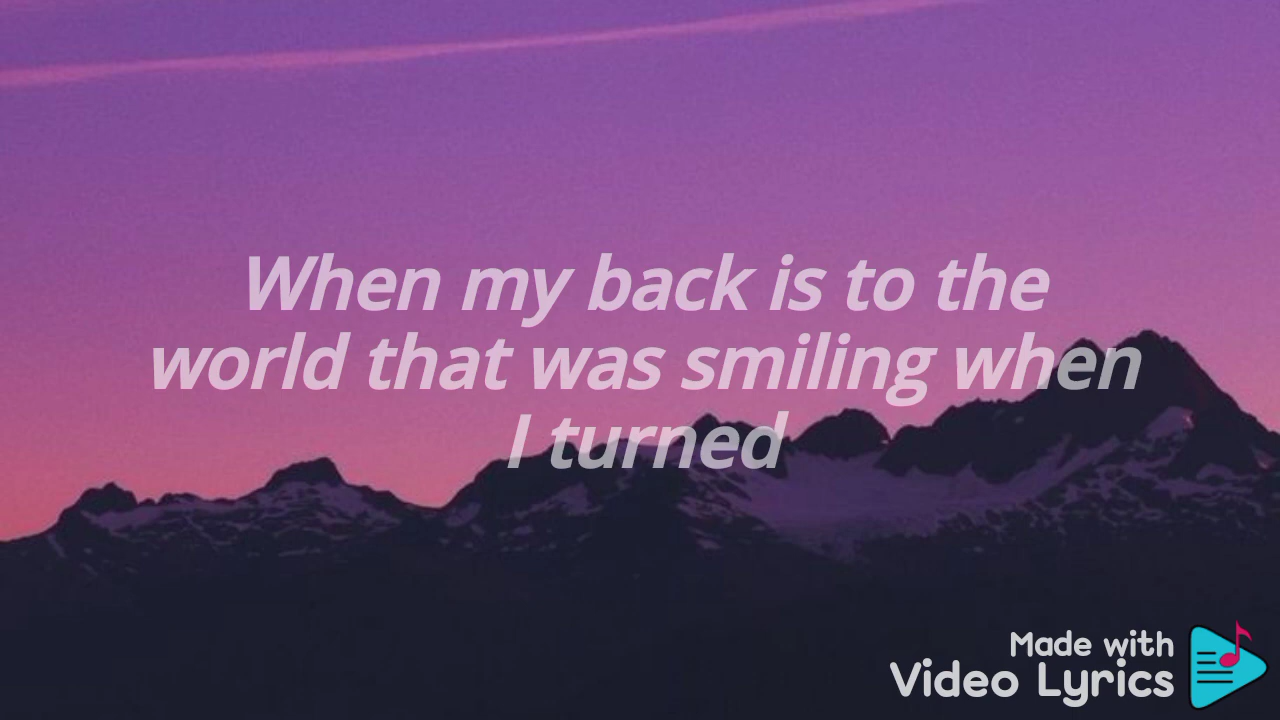 When my back is to the
world that was smiling when
I turned
Made with
Video Lyrics